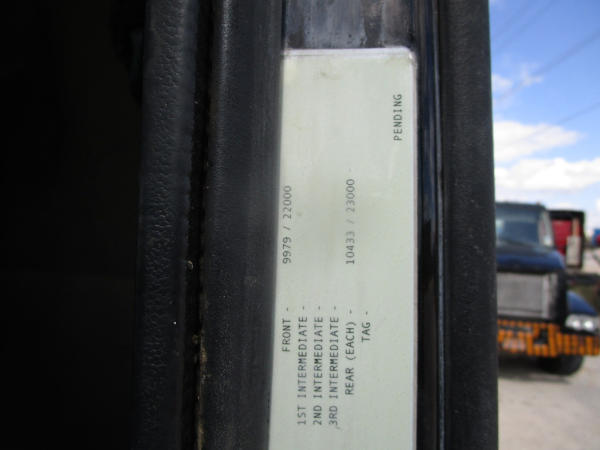 FRONT - 9979 / 22000
1ST INTERMEDIATE -
2ND INTERMEDIATE -
3RD INTERMEDIATE -
REAR (EACH) - 10433 / 23000
TAG -
PENDING